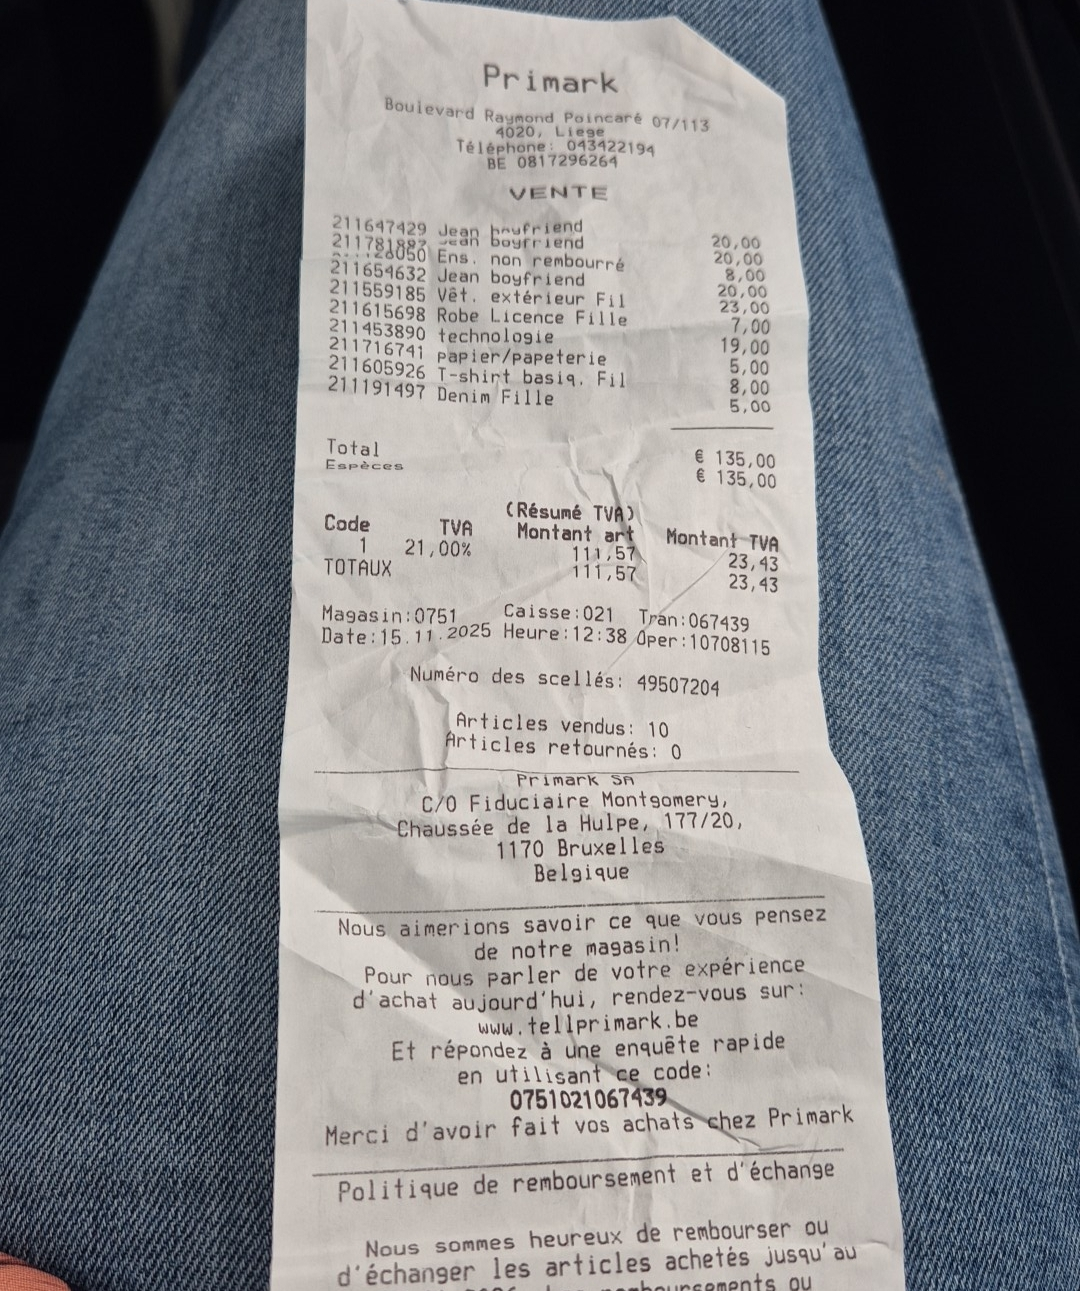 Primark
Boulevard Raymond Poincaré 07/113
4020, Liege
Téléphone: 043422194
BE 0817296264
VENTE
211647429 Jean boyfriend 20,00
211781882 Jean boyfriend 20,00
Ens. non rembourré 8,00
211654632 Jean boyfriend 20,00
211559185 Vêt. extérieur Fil 23,00
211615698 Robe Licence Fille 7,00
211453890 technologie 19,00
211716741 papier/papeterie 5,00
211605926 T-shirt basiq. Fil 8,00
211191497 Denim Fille 5,00
Total € 135,00
Espèces € 135,00
(Résumé TVA)
Code TVA Montant art Montant TVA
1 21,00% 111,57 23,43
TOTAUX 111,57 23,43
Magasin:0751 Caisse:021 Tran:067439
Date:15.11.2025 Heure:12:38 Oper:10708115
Numéro des scellés: 49507204
Articles vendus: 10
Articles retournés: 0
Primark SA
C/O Fiduciaire Montgomery,
Chaussée de la Hulpe, 177/20,
1170 Bruxelles
Belgique
Nous aimerions savoir ce que vous pensez
de notre magasin!
Pour nous parler de votre expérience
d'achat aujourd'hui, rendez-vous sur:
www.tellprimark.be
Et répondez à une enquête rapide
en utilisant ce code:
0751021067439
Merci d'avoir fait vos achats chez Primark
Politique de remboursement et d'échange
Nous sommes heureux de rembourser ou
d'échanger les articles achetés jusqu'au
ou